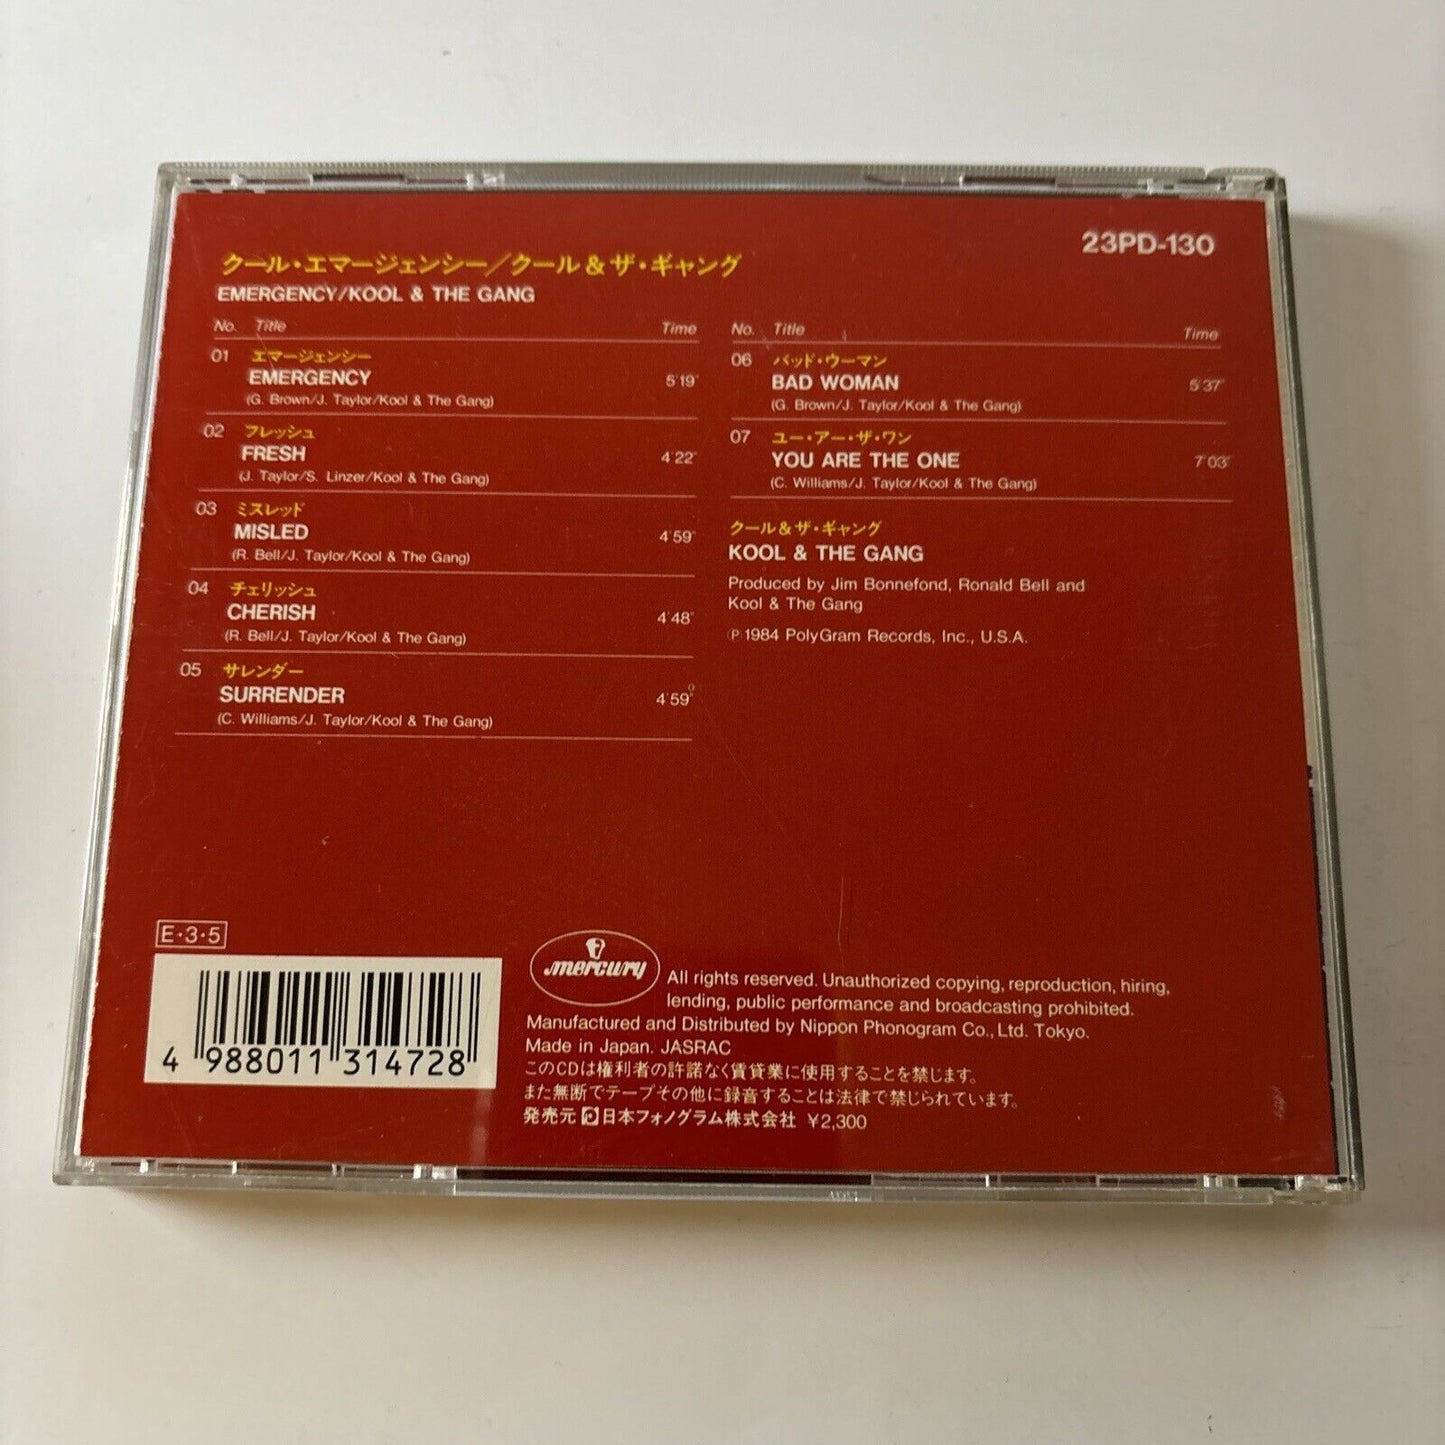 23PD-130
クール・エマージェンシー/クール&ザ・ギャング
EMERGENCY/KOOL & THE GANG
No. Title Time
01 エマージェンシー
EMERGENCY 5'19"
(G. Brown/J. Taylor/Kool & The Gang)
02 フレッシュ
FRESH 4'22"
(J. Taylor/S. Linzer/Kool & The Gang)
03 ミスレッド
MISLED 4'59"
(R. Bell/J. Taylor/Kool & The Gang)
04 チェリッシュ
CHERISH 4'48"
(R. Bell/J. Taylor/Kool & The Gang)
05 サレンダー
SURRENDER 4'59"
(C. Williams/J. Taylor/Kool & The Gang)
No. Title Time
06 バッド・ウーマン
BAD WOMAN 5'37"
(G. Brown/J. Taylor/Kool & The Gang)
07 ユー・アー・ザ・ワン
YOU ARE THE ONE 7'03"
(C. Williams/J. Taylor/Kool & The Gang)
クール&ザ・ギャング
KOOL & THE GANG
Produced by Jim Bonnefond, Ronald Bell and
Kool & The Gang
Ⓟ1984 PolyGram Records, Inc., U.S.A.
E・3・5
4 988011 314728
mercury
All rights reserved. Unauthorized copying, reproduction, hiring,
lending, public performance and broadcasting prohibited.
Manufactured and Distributed by Nippon Phonogram Co., Ltd. Tokyo.
Made in Japan. JASRAC
このCDは権利者の許諾なく賃貸業に使用することを禁じます。
また無断でテープその他に録音することは法律で禁じられています。
発売元 日本フォノグラム株式会社 ¥2,300